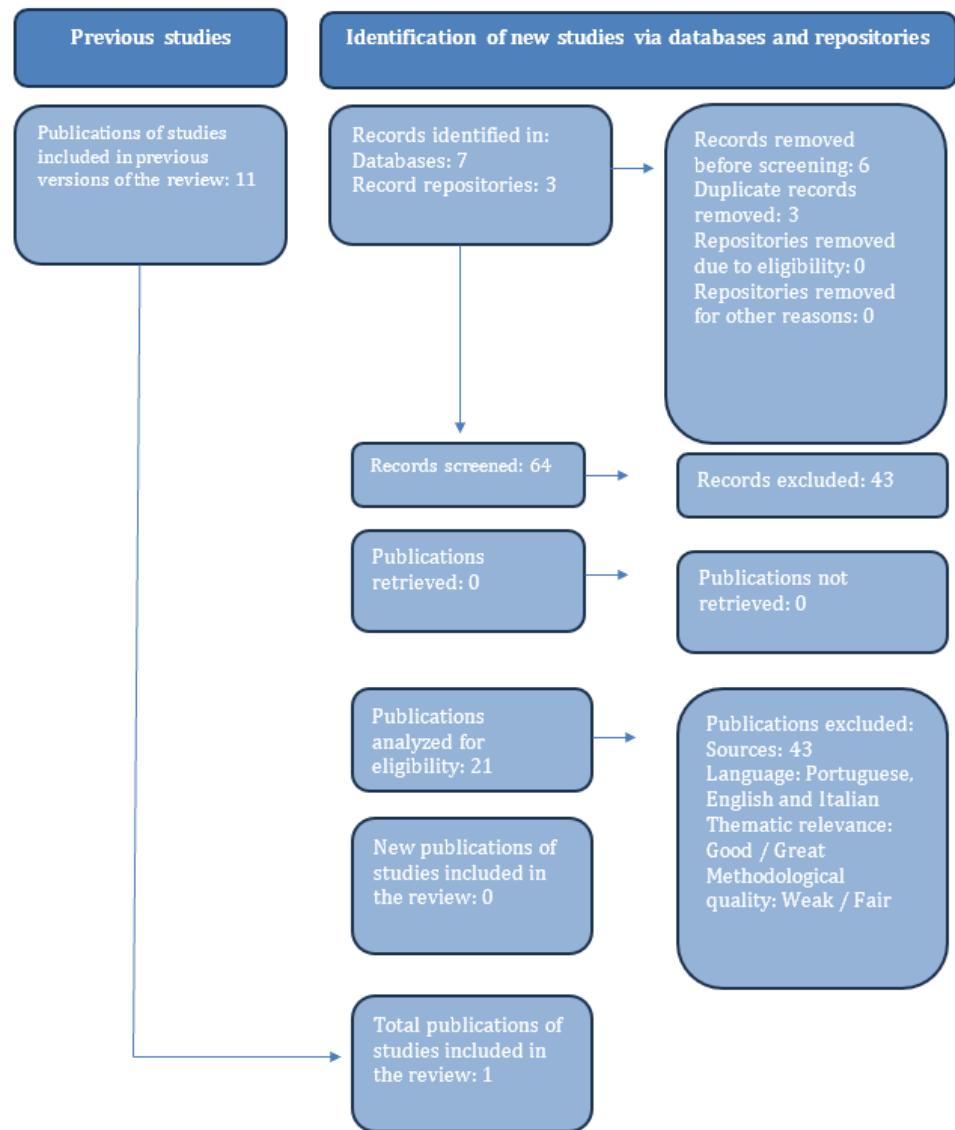 Previous studies
Identification of new studies via databases and repositories
Publications of studies
included in previous
versions of the review: 11
Records identified in:
Databases: 7
Record repositories: 3
Records removed
before screening: 6
Duplicate records
removed: 3
Repositories removed
due to eligibility: 0
Repositories removed
for other reasons: 0
Records screened: 64
Records excluded: 43
Publications
retrieved: 0
Publications not
retrieved: 0
Publications
analyzed for
eligibility: 21
Publications excluded:
Sources: 43
Language: Portuguese,
English and Italian
Thematic relevance:
Good / Great
Methodological
quality: Weak / Fair
New publications of
studies included in
the review: 0
Total publications of
studies included in
the review: 1